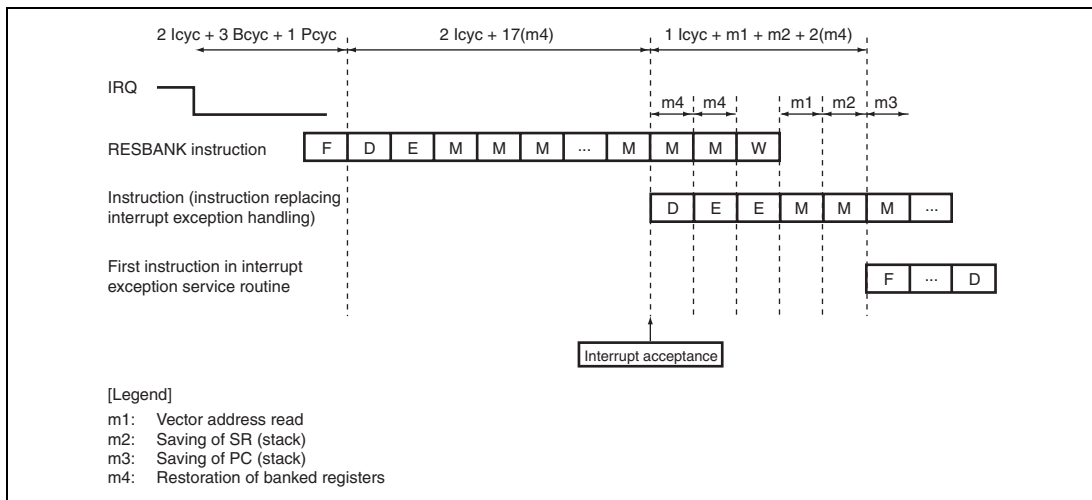 2 Icyc + 3 Bcyc + 1 Pcyc 2 Icyc + 17(m4) 1 Icyc + m1 + m2 + 2(m4)
IRQ
m4 m4 m1 m2 m3
RESBANK instruction F D E M M M ... M M M W
Instruction (instruction replacing
interrupt exception handling) D E E M M M ...
First instruction in interrupt
exception service routine F ... D
Interrupt acceptance
[Legend]
m1: Vector address read
m2: Saving of SR (stack)
m3: Saving of PC (stack)
m4: Restoration of banked registers